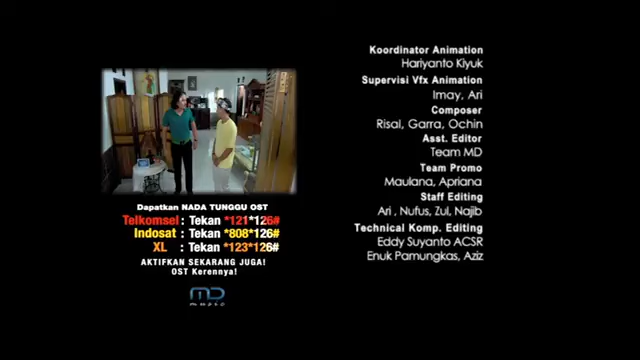 Dapatkan NADA TUNGGU OST
Telkomsel : Tekan *121*126#
Indosat : Tekan *808*126#
XL : Tekan *123*126#
AKTIFKAN SEKARANG JUGA!
OST Kerennya!
MD
MUSIC
Koordinator Animation
Hariyanto Kiyuk
Supervisi Vfx Animation
Imay, Ari
Composer
Risal, Garra, Ochin
Asst. Editor
Team MD
Team Promo
Maulana, Apriana
Staff Editing
Ari , Nufus, Zul, Najib
Technical Komp. Editing
Eddy Suyanto ACSR
Enuk Pamungkas, Aziz